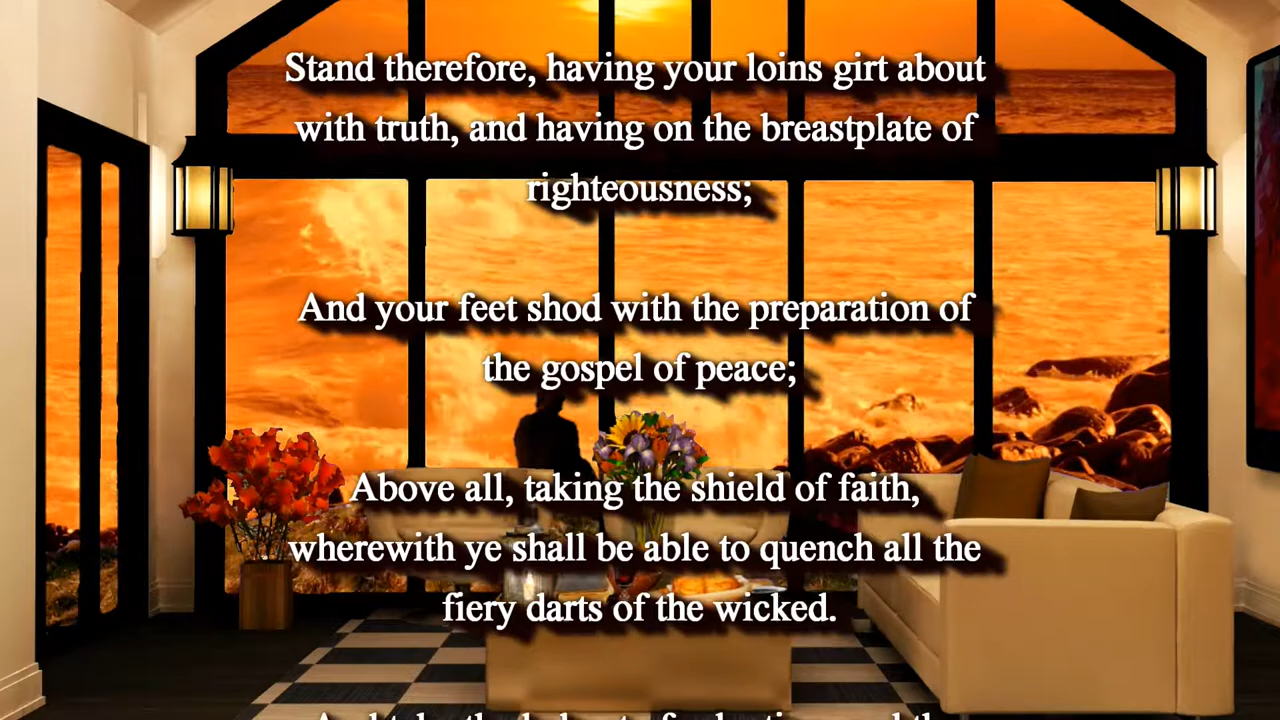 Stand therefore, having your loins girt about
with truth, and having on the breastplate of
righteousness;
And your feet shod with the preparation of
the gospel of peace;
Above all, taking the shield of faith,
wherewith ye shall be able to quench all the
fiery darts of the wicked.